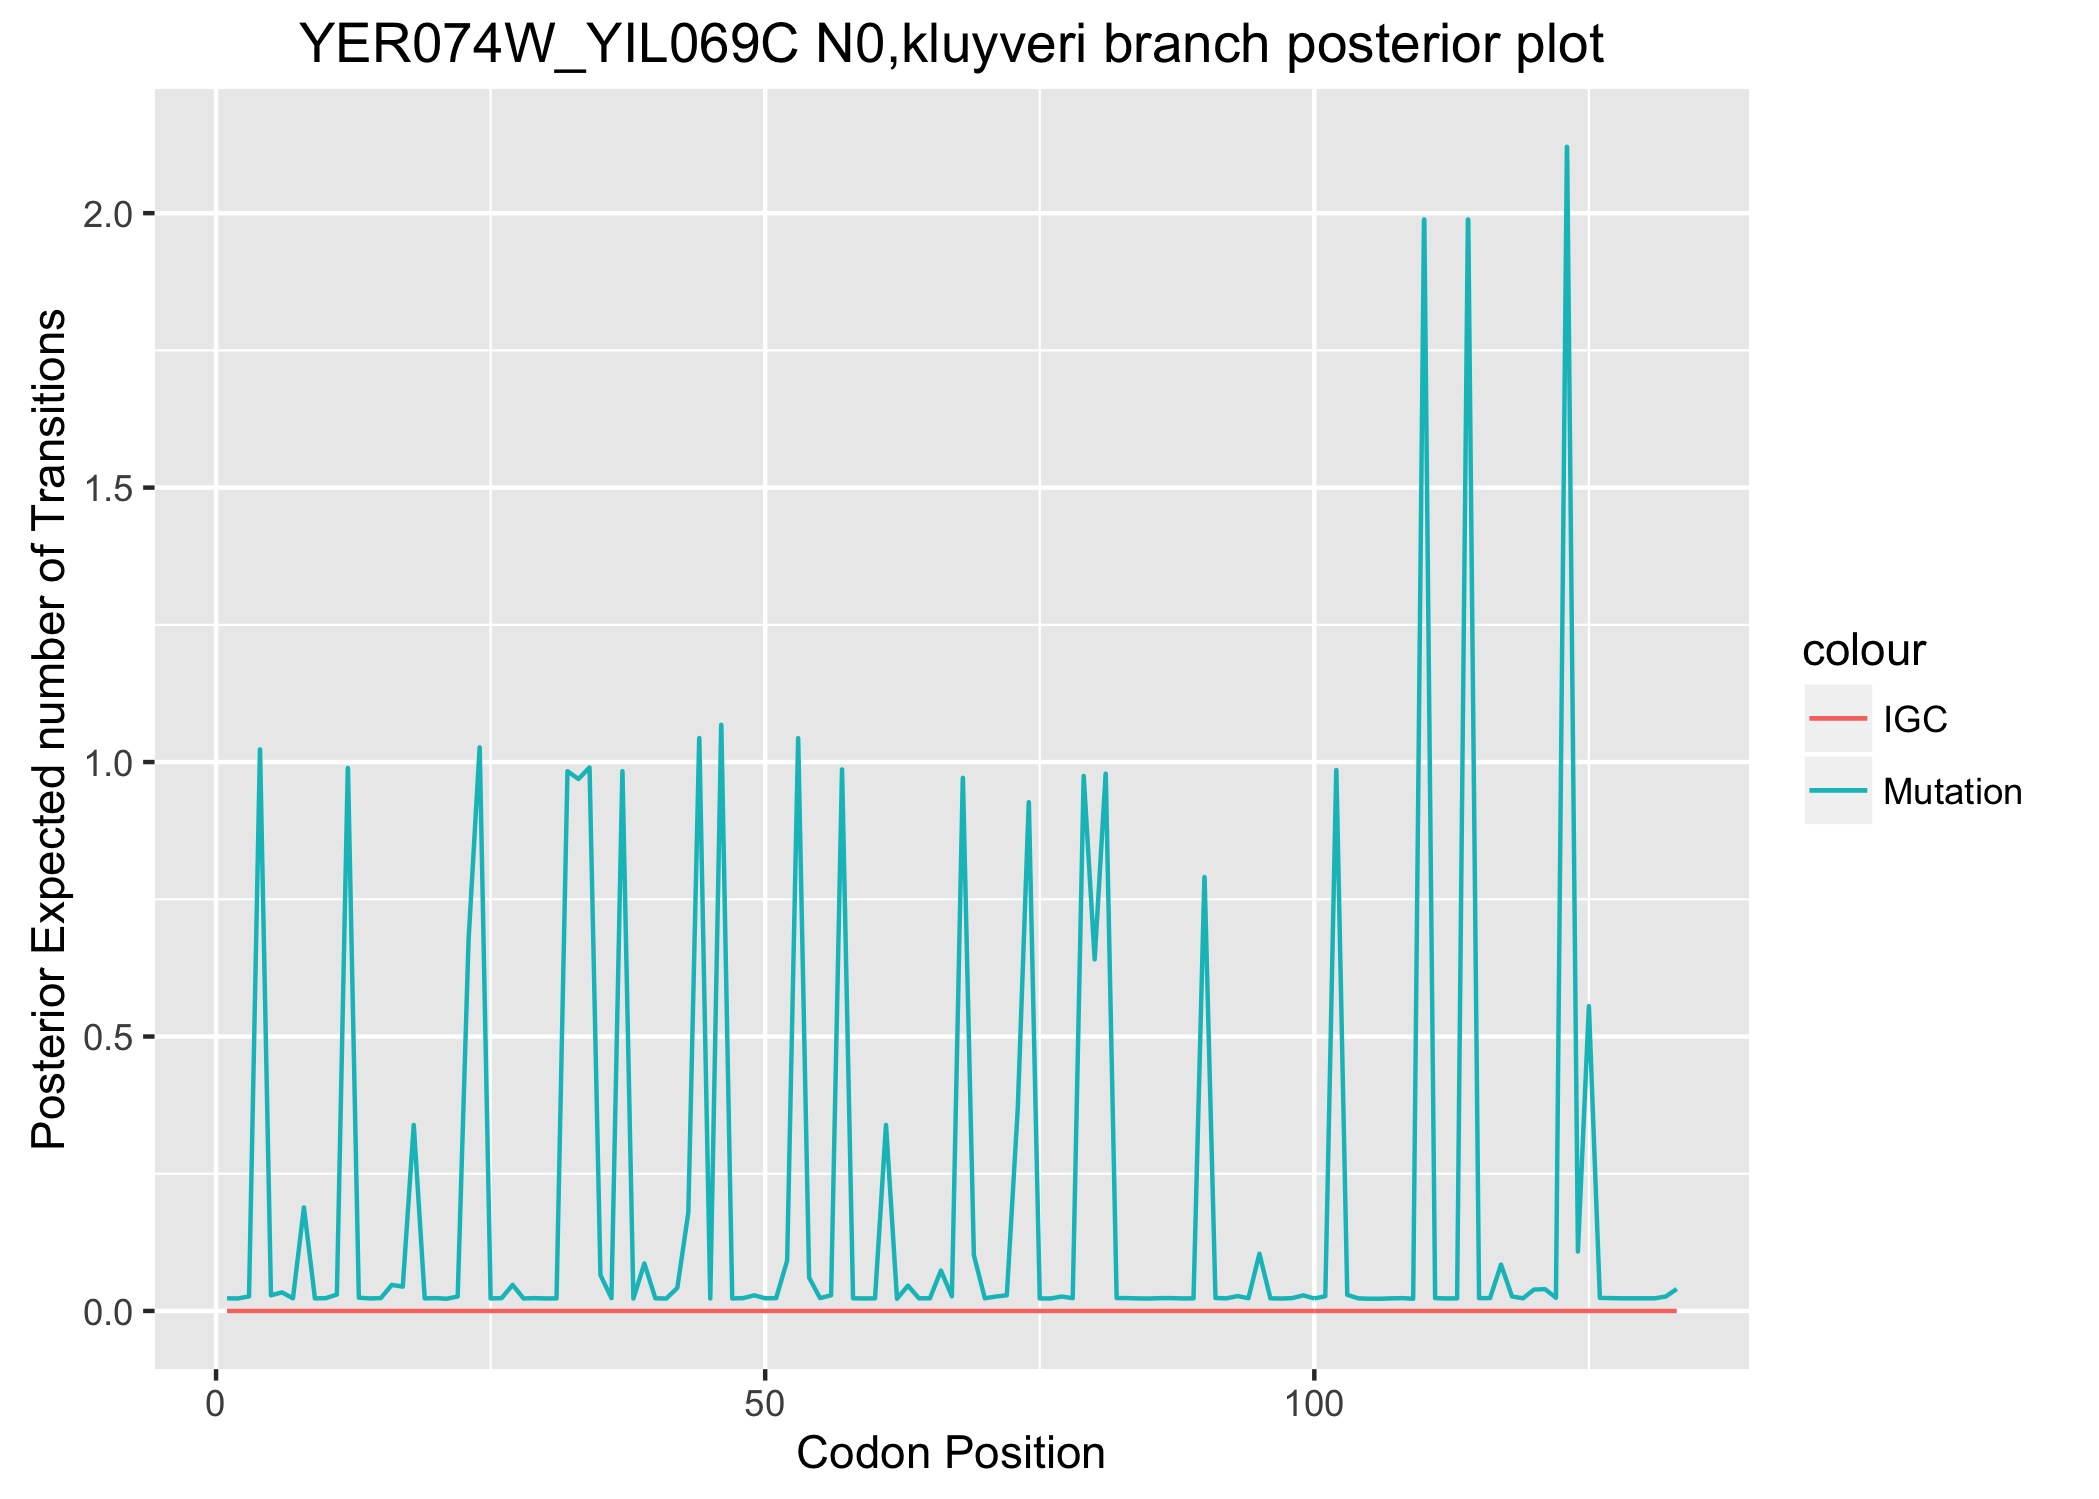 YER074W_YIL069C N0,kluyveri branch posterior plot
Posterior Expected number of Transitions
2.0
1.5
1.0
0.5
0.0
0
50
100
Codon Position
colour
IGC
Mutation